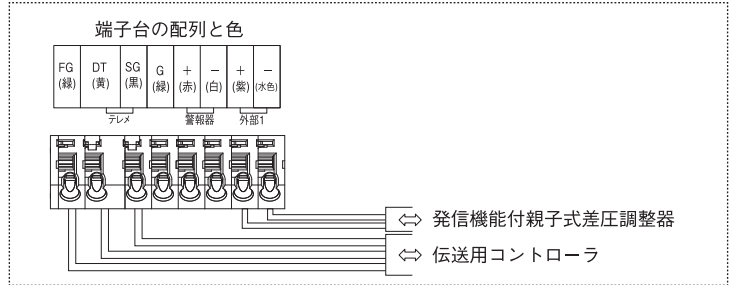 端子台の配列と色
FG DT SG G + − + −
(緑) (黄) (黒) (緑) (赤) (白) (紫) (水色)
テレメ 警報器 外部1
発信機能付親子式差圧調整器
伝送用コントローラ